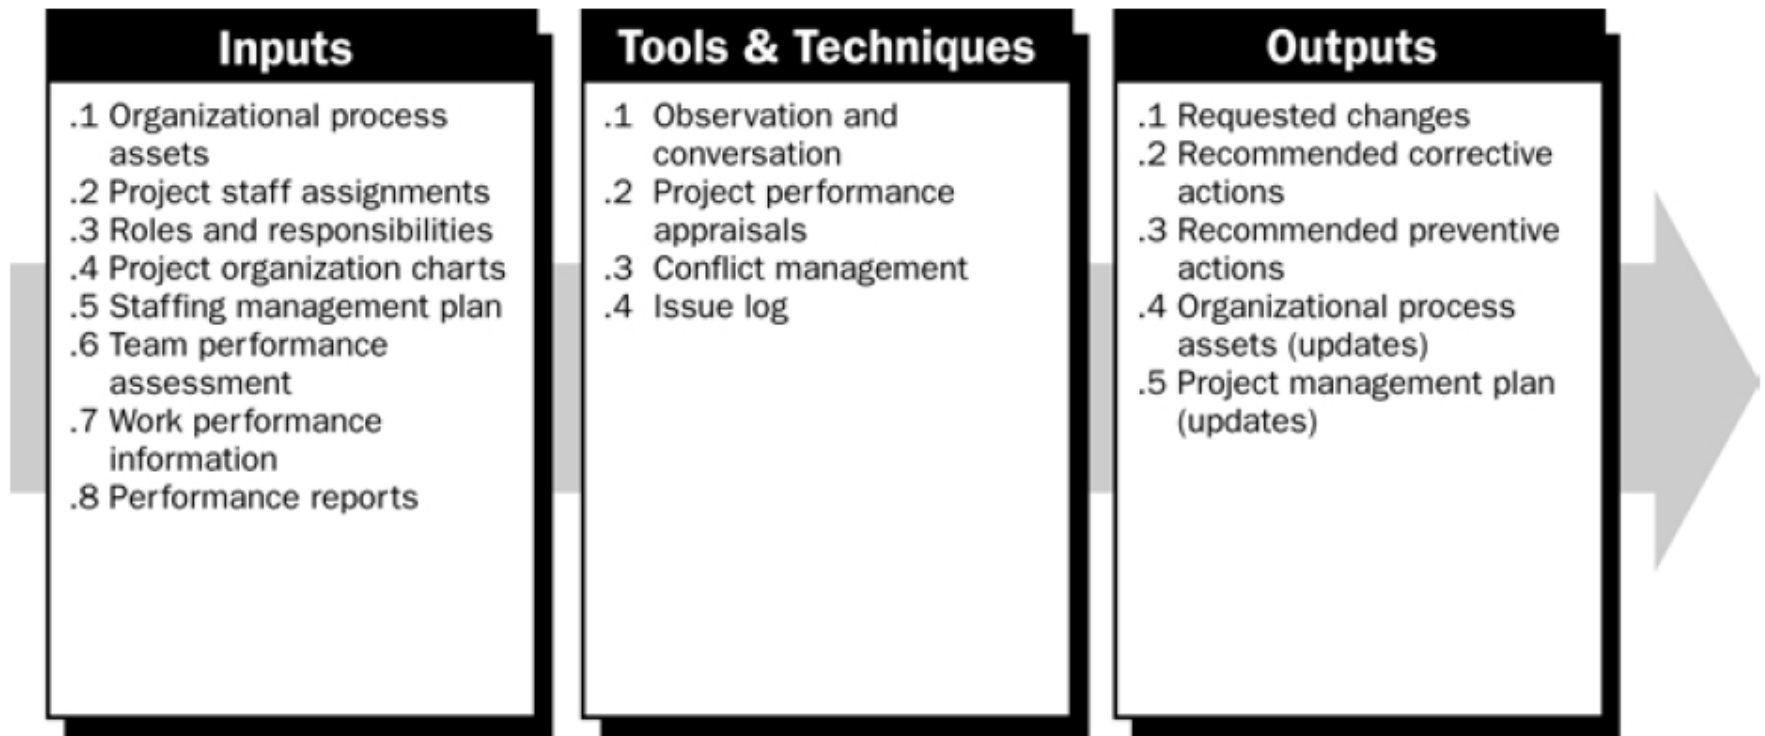 Inputs
.1 Organizational process
assets
.2 Project staff assignments
.3 Roles and responsibilities
.4 Project organization charts
.5 Staffing management plan
.6 Team performance
assessment
.7 Work performance
information
.8 Performance reports
Tools & Techniques
.1 Observation and
conversation
.2 Project performance
appraisals
.3 Conflict management
.4 Issue log
Outputs
.1 Requested changes
.2 Recommended corrective
actions
.3 Recommended preventive
actions
.4 Organizational process
assets (updates)
.5 Project management plan
(updates)